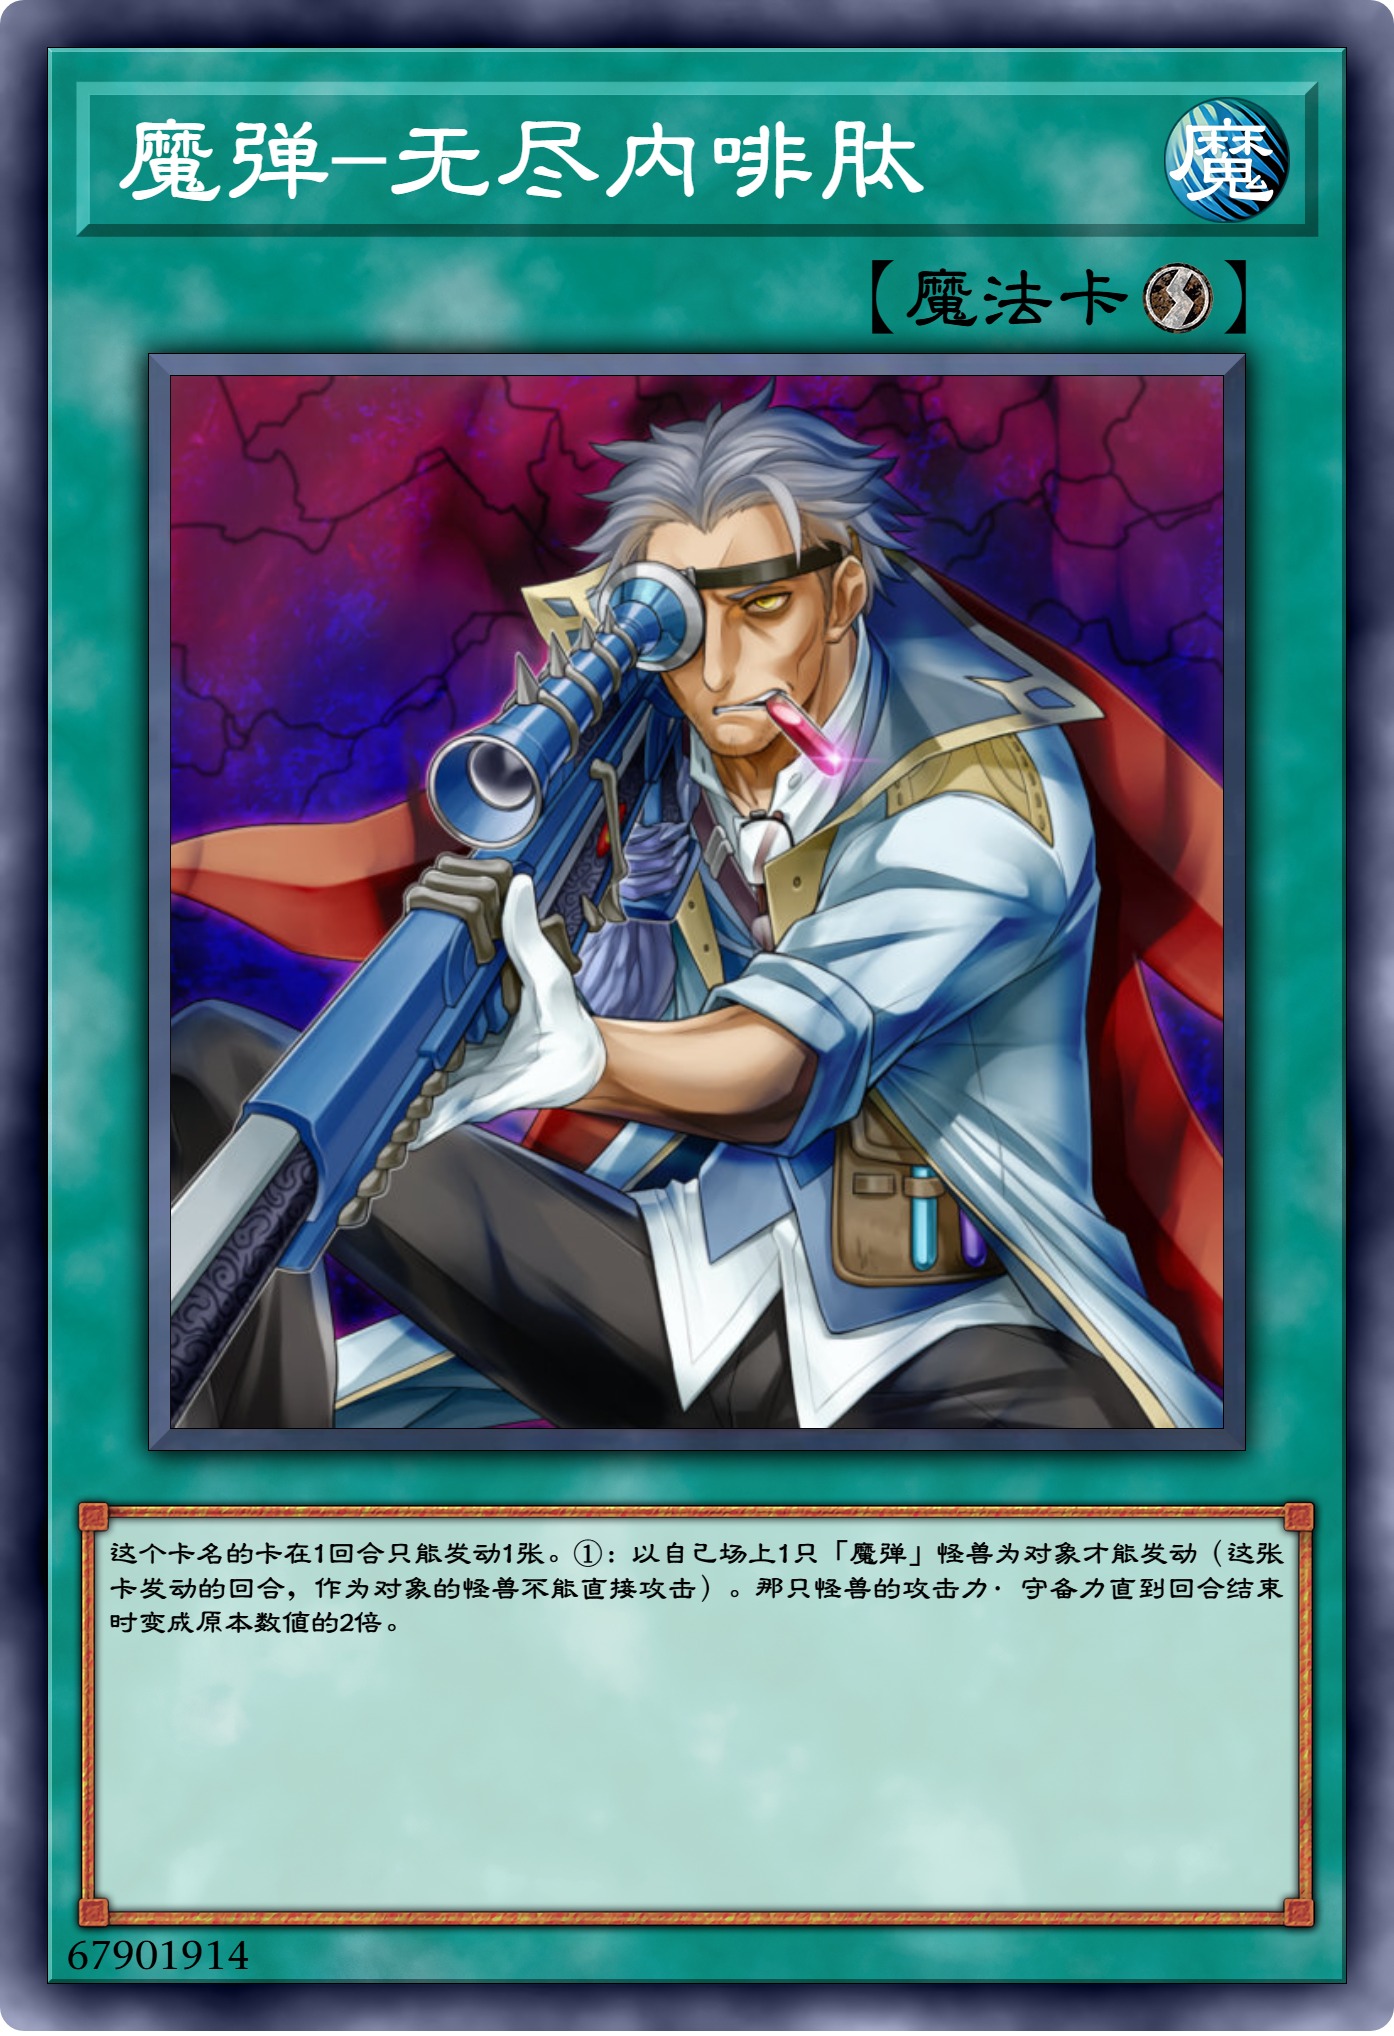 魔弹-无尽内啡肽
魔
【魔法卡】
这个卡名的卡在1回合只能发动1张。①：以自己场上1只「魔弹」怪兽为对象才能发动（这张
卡发动的回合，作为对象的怪兽不能直接攻击）。那只怪兽的攻击力·守备力直到回合结束
时变成原本数值的2倍。
67901914